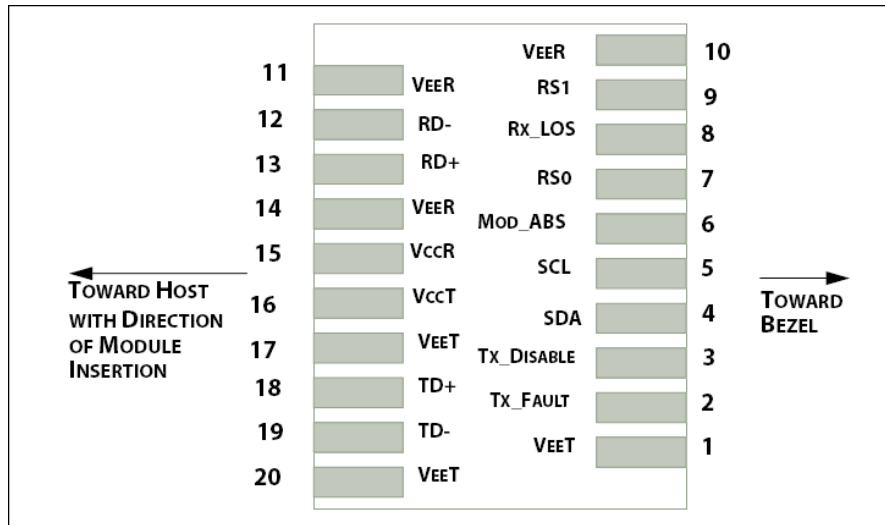 11 VEER
12 RD-
13 RD+
14 VEER
15 VCCR
16 VCCT
17 VEET
18 TD+
19 TD-
20 VEET
VEER 10
RS1 9
RX_LOS 8
RS0 7
MOD_ABS 6
SCL 5
SDA 4
TX_DISABLE 3
TX_FAULT 2
VEET 1
TOWARD HOST
WITH DIRECTION
OF MODULE
INSERTION
TOWARD
BEZEL